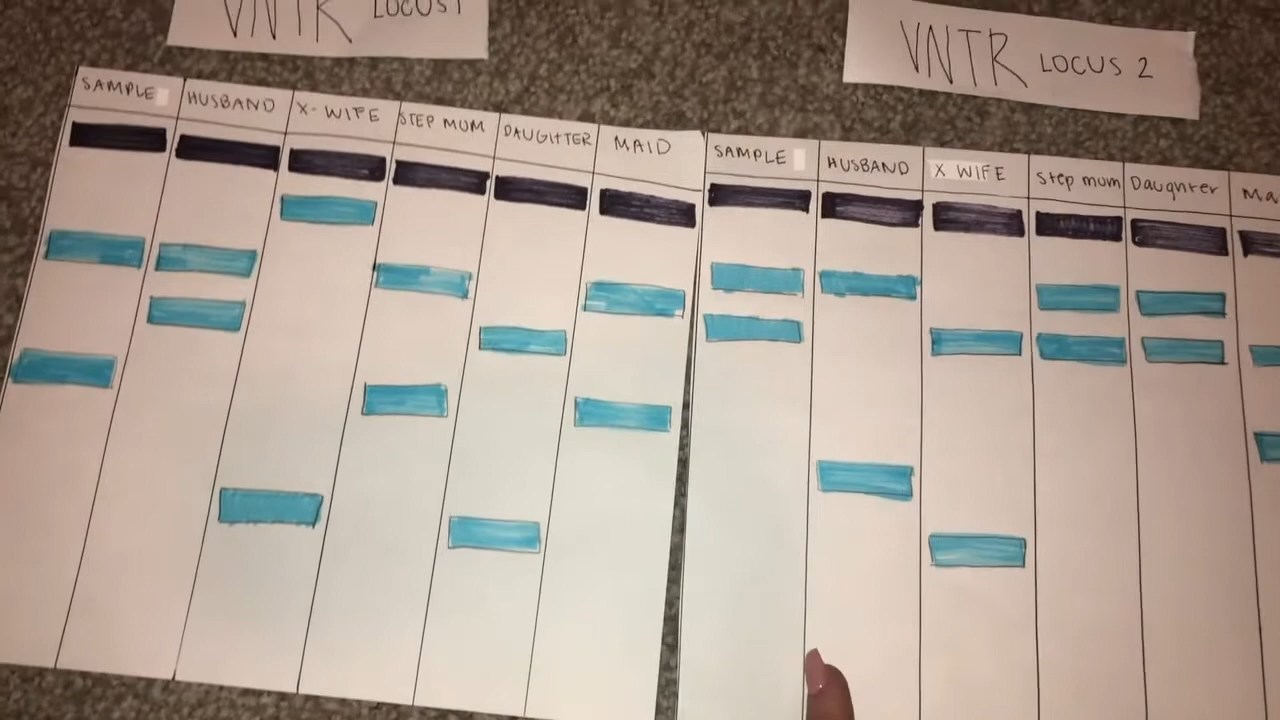 VNTR LOCUS 1
VNTR LOCUS 2
SAMPLE HUSBAND X-WIFE STEP MUM DAUGHTER MAID
SAMPLE HUSBAND X WIFE Step mum Daughter